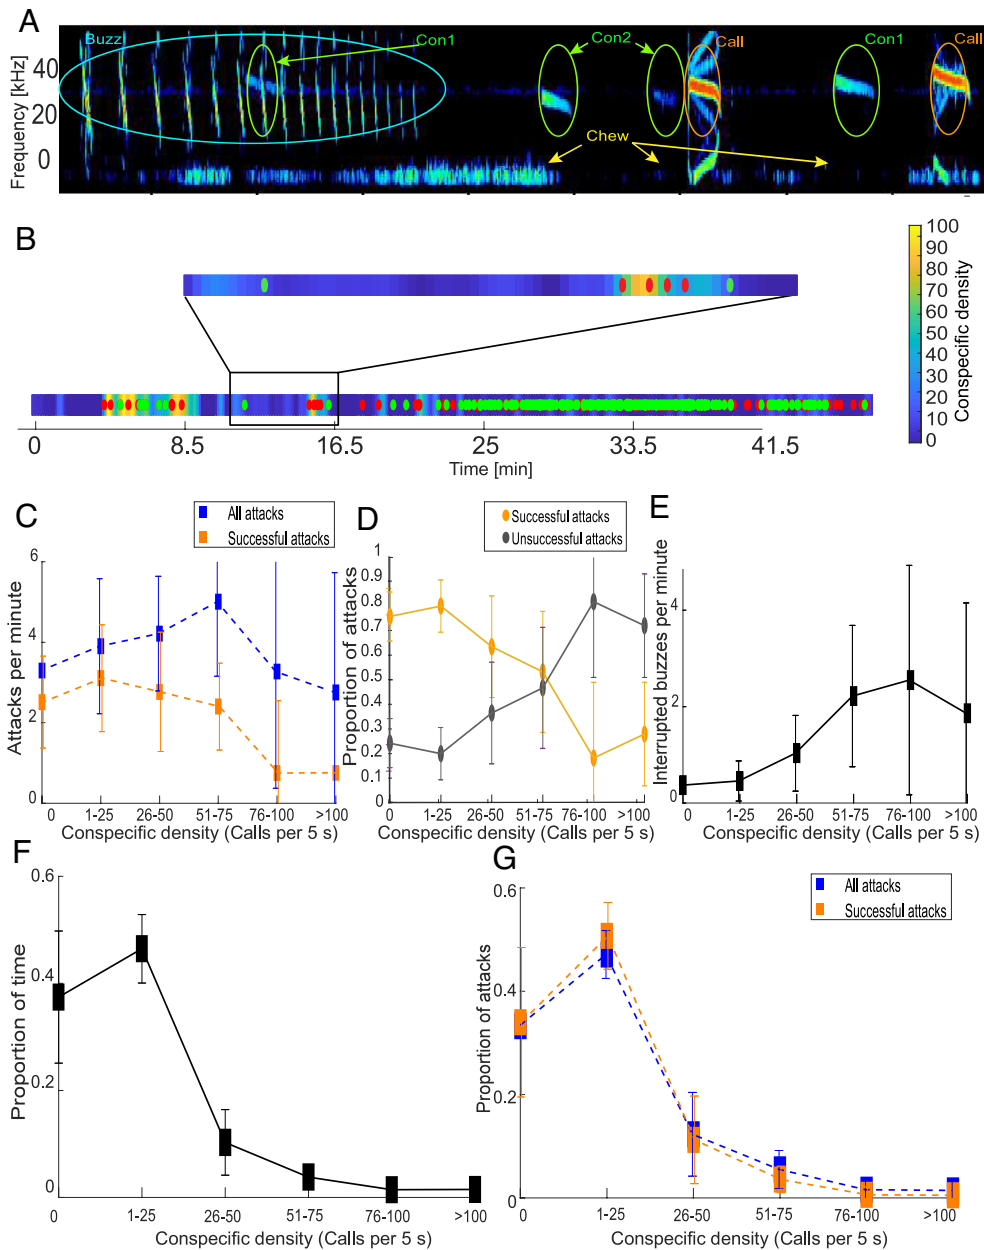 A
Frequency [kHz]
40
20
0
Buzz
Con1
Con2
Call
Con1
Call
Chew
B
100
90
80
70
60
50
40
30
20
10
0
Conspecific density
0 8.5 16.5 25 33.5 41.5
Time [min]
C
All attacks
Successful attacks
Attacks per minute
6
4
2
0
0 1-25 26-50 51-75 76-100 >100
Conspecific density (Calls per 5 s)
D
Successful attacks
Unsuccessful attacks
Proportion of attacks
1
0.9
0.8
0.7
0.6
0.5
0.4
0.3
0.2
0.1
0
0 1-25 26-50 51-75 76-100 >100
Conspecific density (Calls per 5 s)
E
Interrupted buzzes per minute
4
2
0
0 1-25 26-50 51-75 76-100 >100
Conspecific density (Calls per 5 s)
F
Proportion of time
0.6
0.4
0.2
0
0 1-25 26-50 51-75 76-100 >100
Conspecific density (Calls per 5 s)
G
All attacks
Successful attacks
Proportion of attacks
0.6
0.4
0.2
0
0 1-25 26-50 51-75 76-100 >100
Conspecific density (Calls per 5 s)